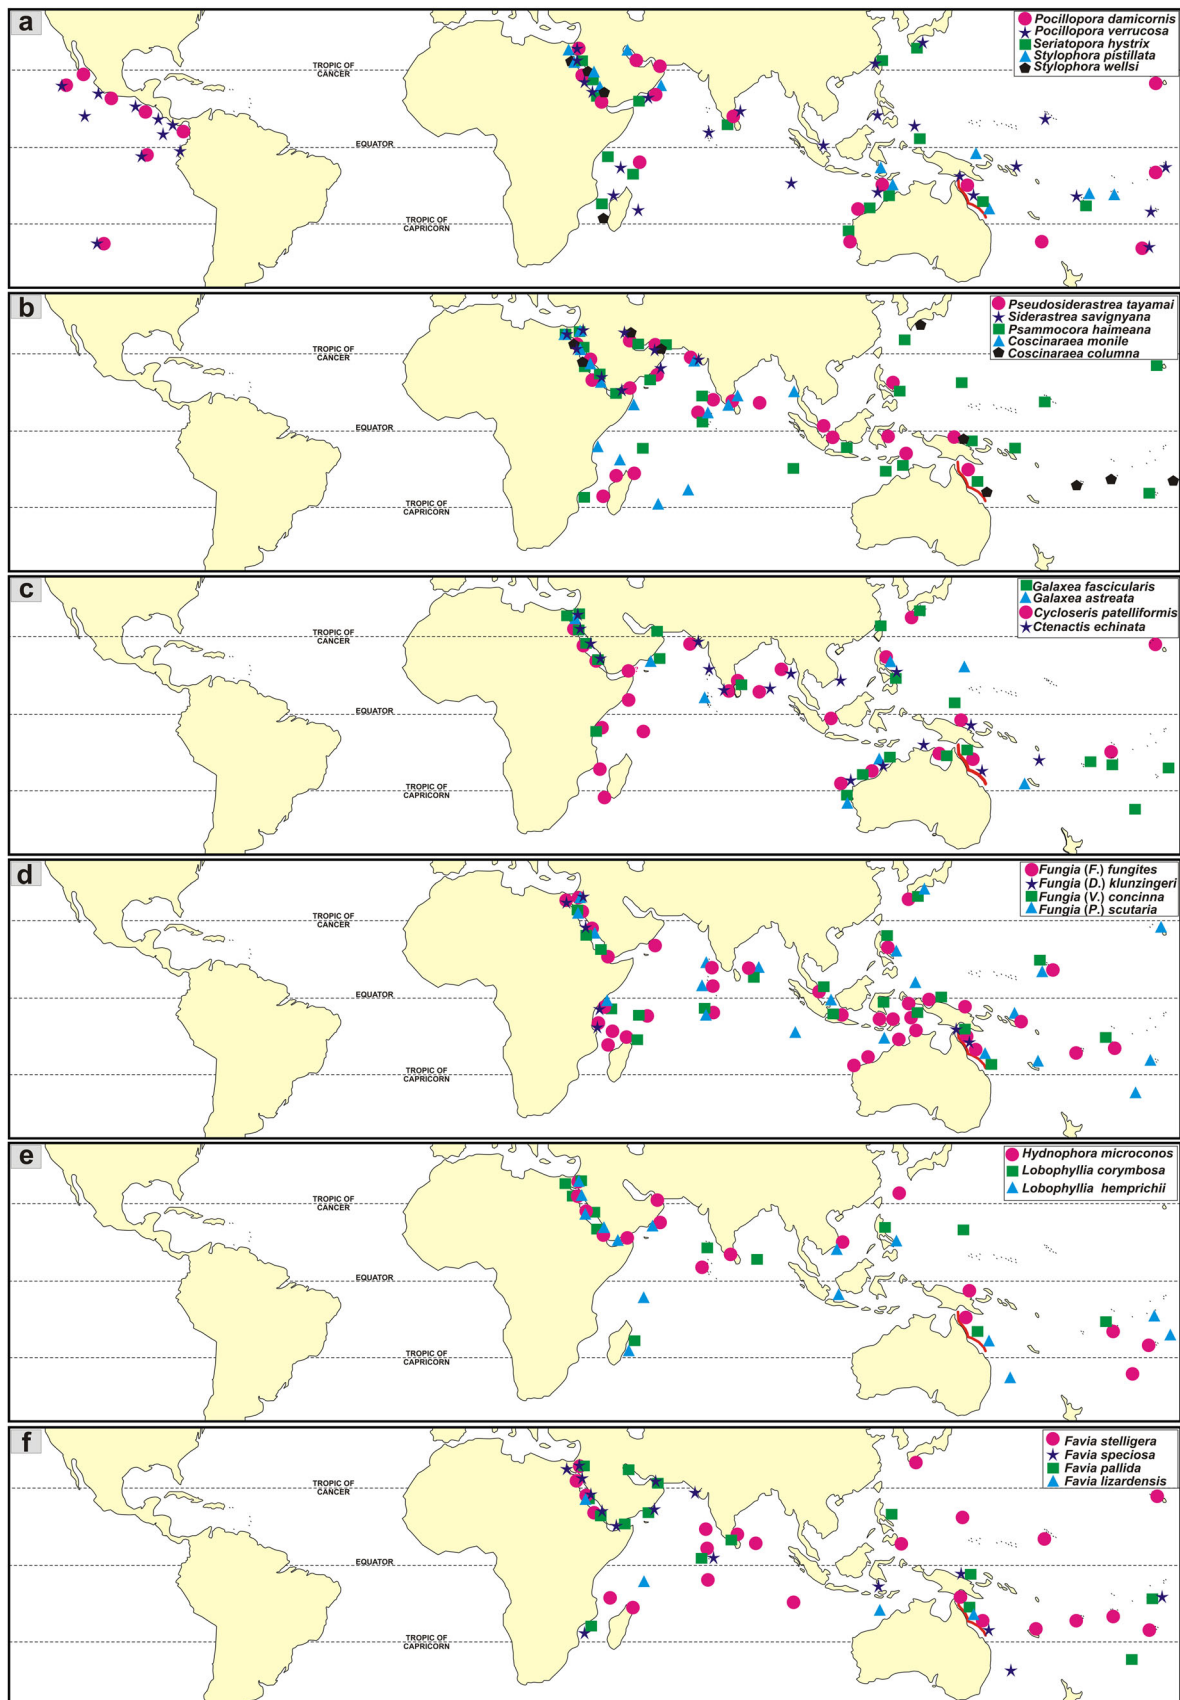 a
Pocillopora damicornis
Pocillopora verrucosa
Seriatopora hystrix
Stylophora pistillata
Stylophora wellsi
TROPIC OF
CANCER
EQUATOR
TROPIC OF
CAPRICORN
b
Pseudosiderastrea tayamai
Siderastrea savignyana
Psammocora haimeana
Coscinaraea monile
Coscinaraea columna
TROPIC OF
CANCER
EQUATOR
TROPIC OF
CAPRICORN
c
Galaxea fascicularis
Galaxea astreata
Cycloseris patelliformis
Ctenactis echinata
TROPIC OF
CANCER
EQUATOR
TROPIC OF
CAPRICORN
d
Fungia (F.) fungites
Fungia (D.) klunzingeri
Fungia (V.) concinna
Fungia (P.) scutaria
TROPIC OF
CANCER
EQUATOR
TROPIC OF
CAPRICORN
e
Hydnophora microconos
Lobophyllia corymbosa
Lobophyllia hemprichii
TROPIC OF
CANCER
EQUATOR
TROPIC OF
CAPRICORN
f
Favia stelligera
Favia speciosa
Favia pallida
Favia lizardensis
TROPIC OF
CANCER
EQUATOR
TROPIC OF
CAPRICORN